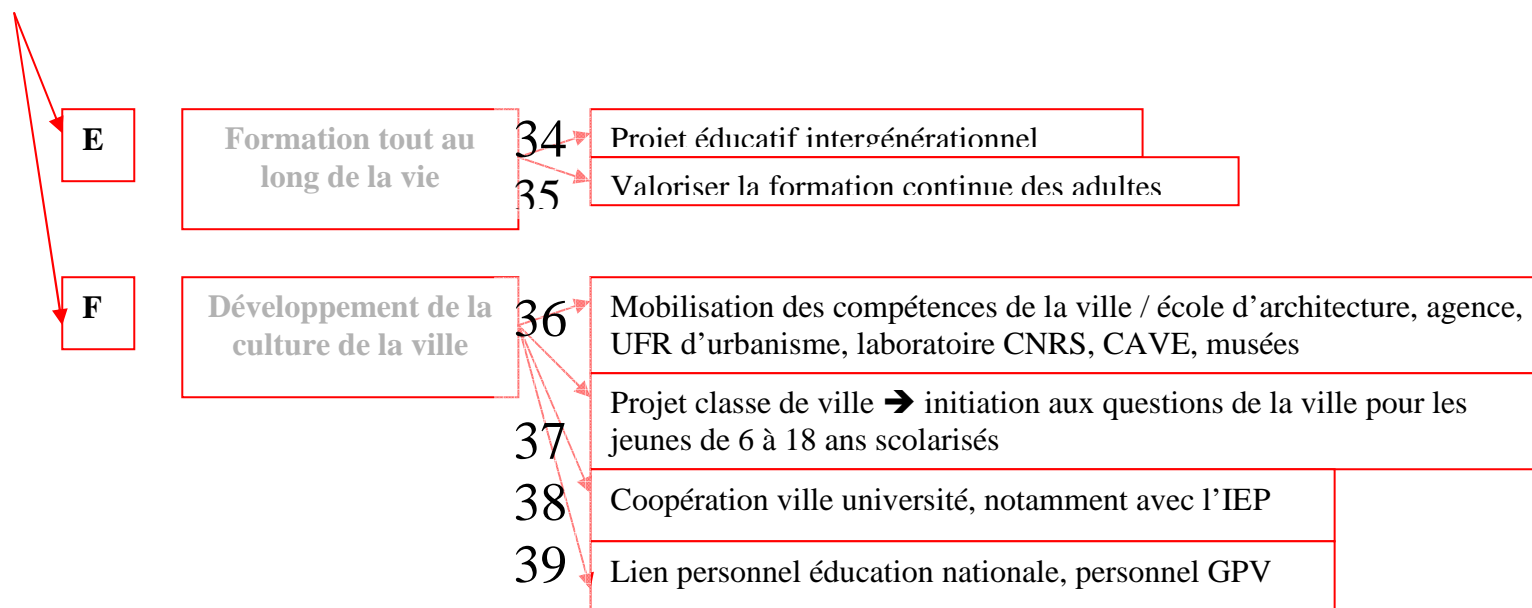 E
Formation tout au
long de la vie
34
Projet éducatif intergénérationnel
35
Valoriser la formation continue des adultes
F
Développement de la
culture de la ville
36
Mobilisation des compétences de la ville / école d’architecture, agence,
UFR d’urbanisme, laboratoire CNRS, CAVE, musées
37
Projet classe de ville ➔ initiation aux questions de la ville pour les
jeunes de 6 à 18 ans scolarisés
38
Coopération ville université, notamment avec l’IEP
39
Lien personnel éducation nationale, personnel GPV